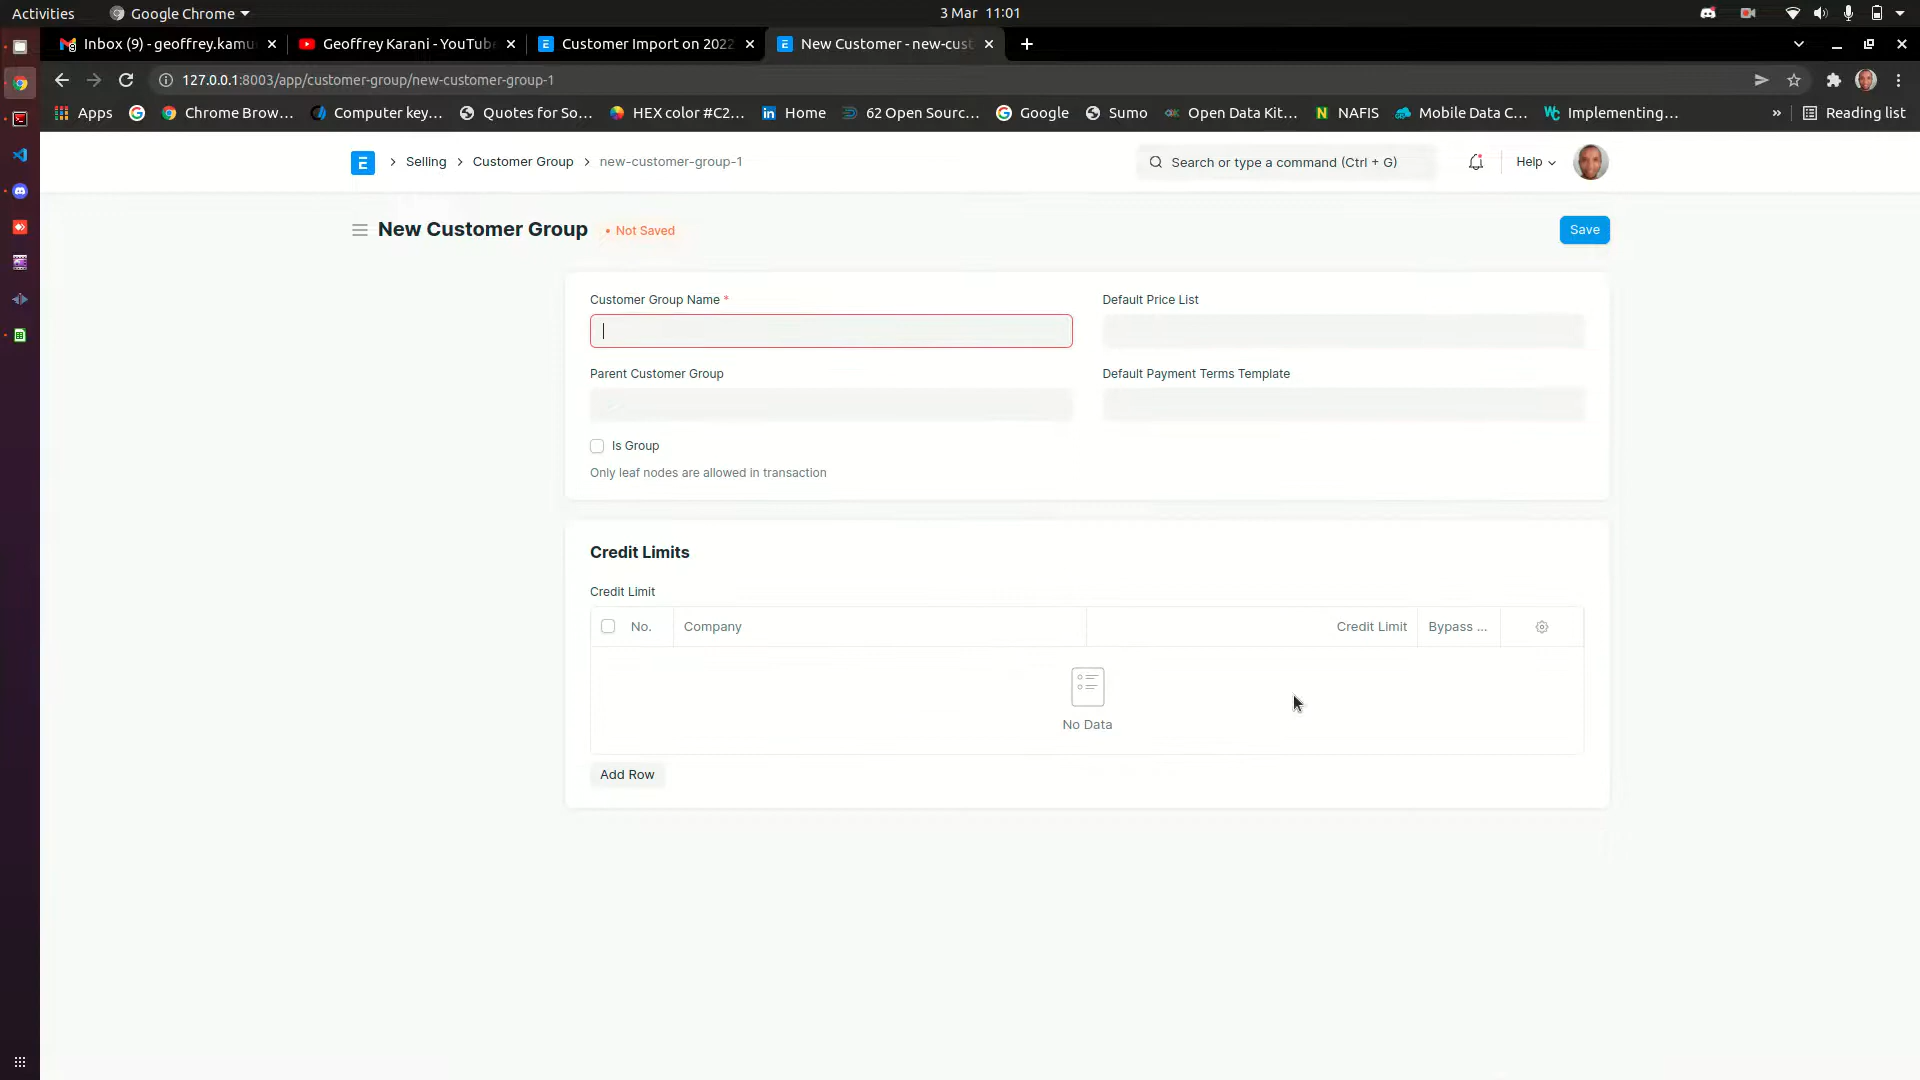 Activities
Google Chrome
3 Mar 11:01
Inbox (9) - geoffrey.kamu
Geoffrey Karani - YouTube
Customer Import on 2022
New Customer - new-cust
127.0.0.1:8003/app/customer-group/new-customer-group-1
Apps
Chrome Brow...
Computer key...
Quotes for So...
HEX color #C2...
Home
62 Open Sourc...
Google
Sumo
Open Data Kit...
NAFIS
Mobile Data C...
Implementing...
»
Reading list
E
Selling
Customer Group
new-customer-group-1
Search or type a command (Ctrl + G)
Help
New Customer Group
• Not Saved
Save
Customer Group Name *
Default Price List
Parent Customer Group
Default Payment Terms Template
Is Group
Only leaf nodes are allowed in transaction
Credit Limits
Credit Limit
No.
Company
Credit Limit
Bypass ...
No Data
Add Row